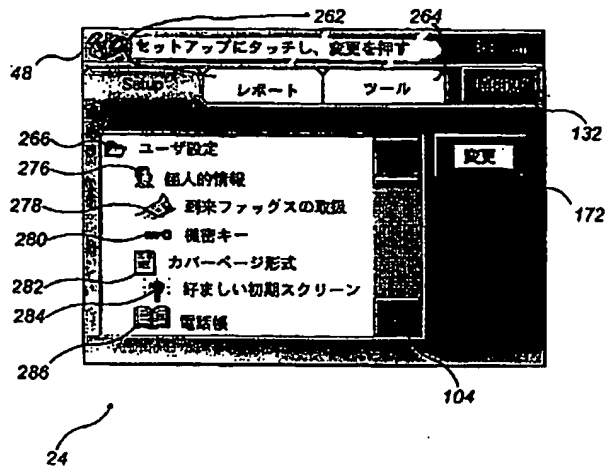 262 264
セットアップにタッチし、変更を押す
48
Setup レポート ツール
132
266 ユーザ設定 変更
276 個人的情報
172
278 到来ファックスの取扱
280 機密キー
282 カバーページ形式
284 好ましい初期スクリーン
286 電話帳
104
24